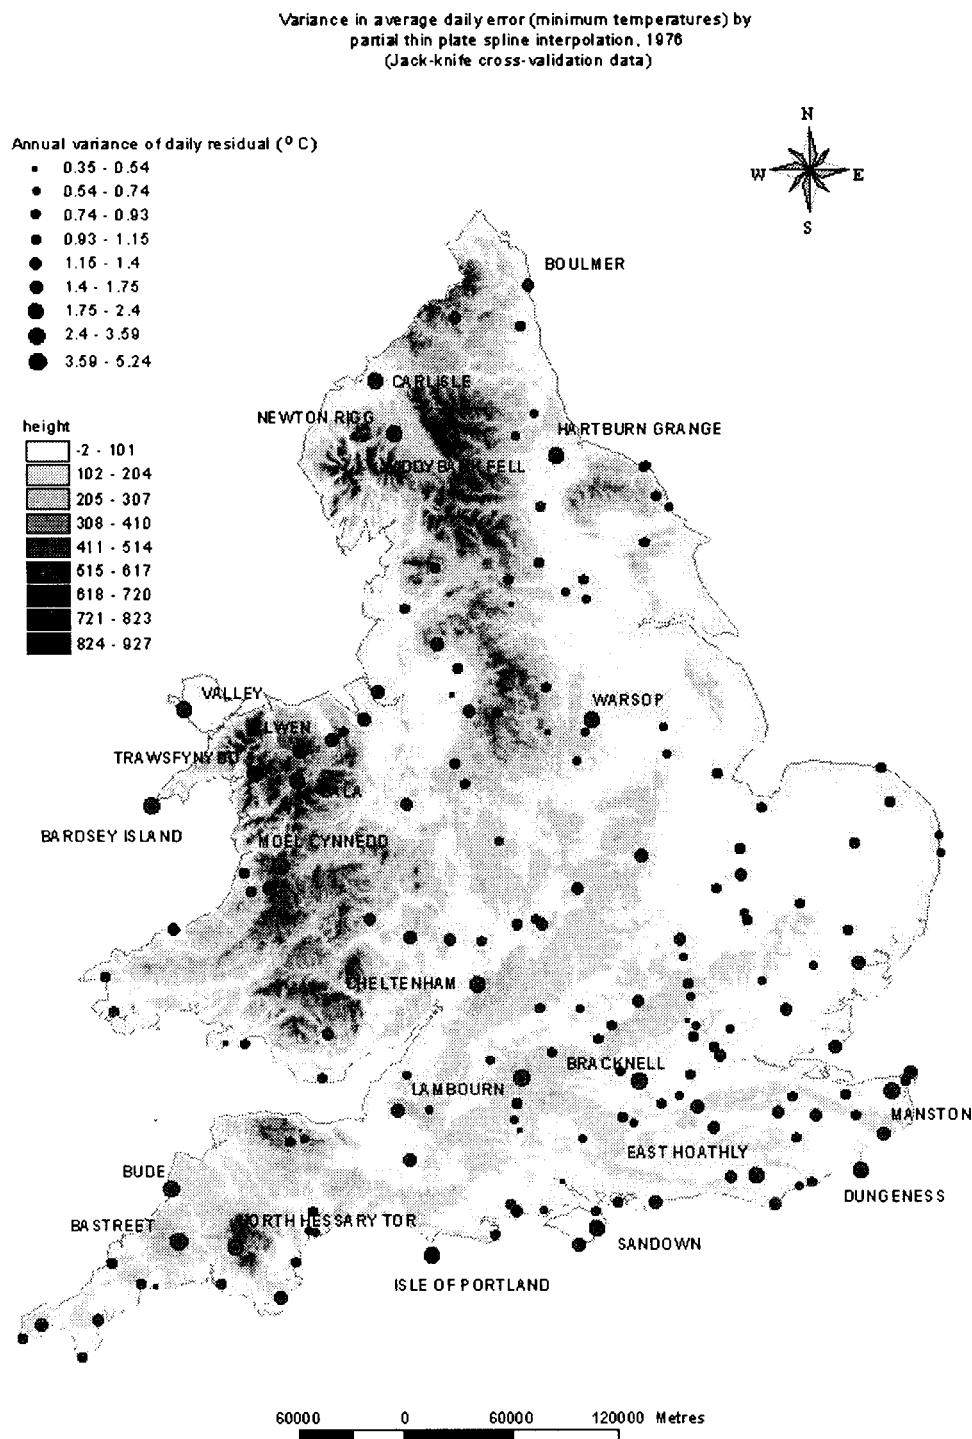 Variance in average daily error (minimum temperatures) by
partial thin plate spline interpolation, 1976
(Jack-knife cross-validation data)
N
W E
S
Annual variance of daily residual (°C)
0.35 - 0.54
0.54 - 0.74
0.74 - 0.93
0.93 - 1.15
1.15 - 1.4
1.4 - 1.75
1.75 - 2.4
2.4 - 3.59
3.59 - 5.24
BOULMER
CARLISLE
NEWTON RIGG
HARTBURN GRANGE
height
-2 - 101
102 - 204
205 - 307
308 - 410
411 - 514
515 - 617
618 - 720
721 - 823
824 - 927
VALLEY
WARSOP
BARDSEY ISLAND
MOEL CYNNEDD
CHELTENHAM
BRACKNELL
LAMBOURN
MANSTON
EAST HOATHLY
BUDE
DUNGENESS
BASTREET
NORTH HESSARY TOR
SANDOWN
ISLE OF PORTLAND
60000 0 60000 120000 Metres